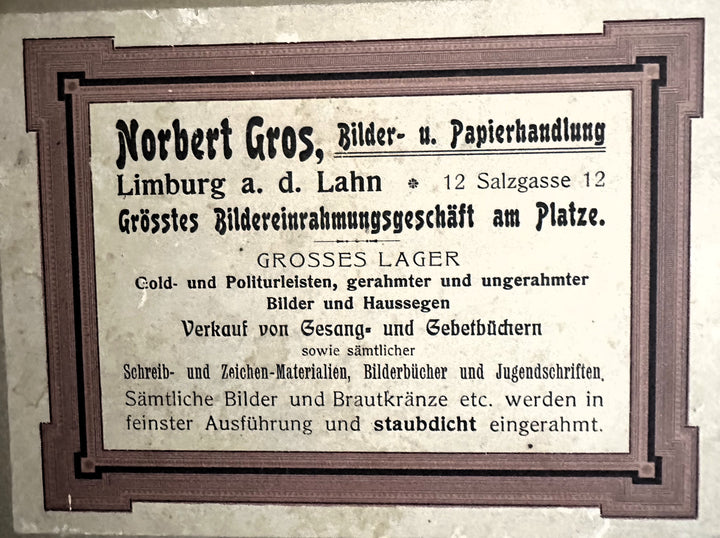 Norbert Gros, Bilder- u. Papierhandlung
Limburg a. d. Lahn * 12 Salzgasse 12
Grösstes Bildereinrahmungsgeschäft am Platze.
GROSSES LAGER
Gold- und Politurleisten, gerahmter und ungerahmter
Bilder und Haussegen
Verkauf von Gesang- und Gebetbüchern
sowie sämtlicher
Schreib- und Zeichen-Materialien, Bilderbücher und Jugendschriften.
Sämtliche Bilder und Brautkränze etc. werden in
feinster Ausführung und staubdicht eingerahmt.